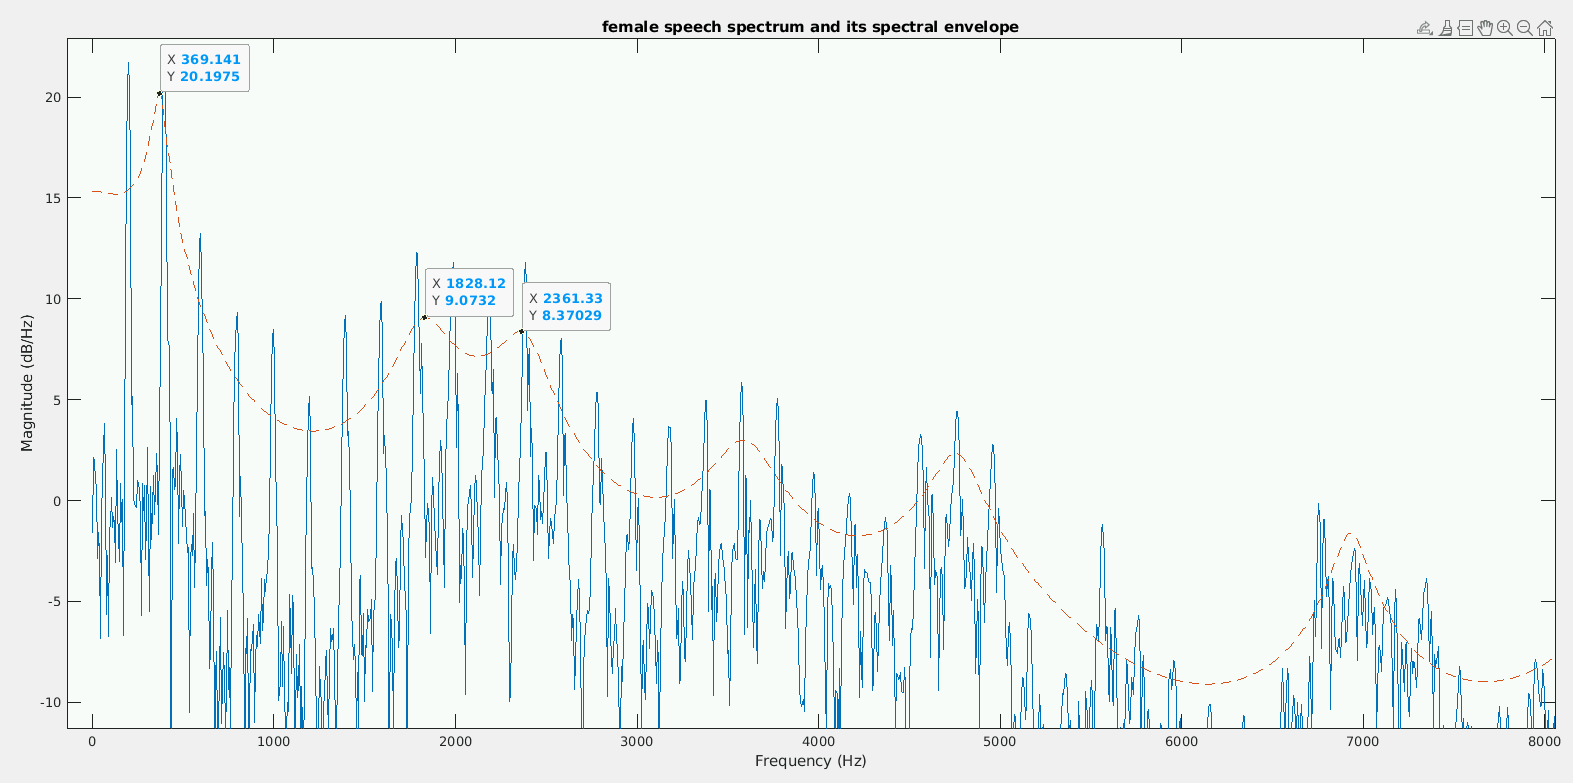 female speech spectrum and its spectral envelope
X 369.141
Y 20.1975
X 1828.12
Y 9.0732
X 2361.33
Y 8.37029
20
15
10
5
0
-5
-10
Magnitude (dB/Hz)
0 1000 2000 3000 4000 5000 6000 7000 8000
Frequency (Hz)